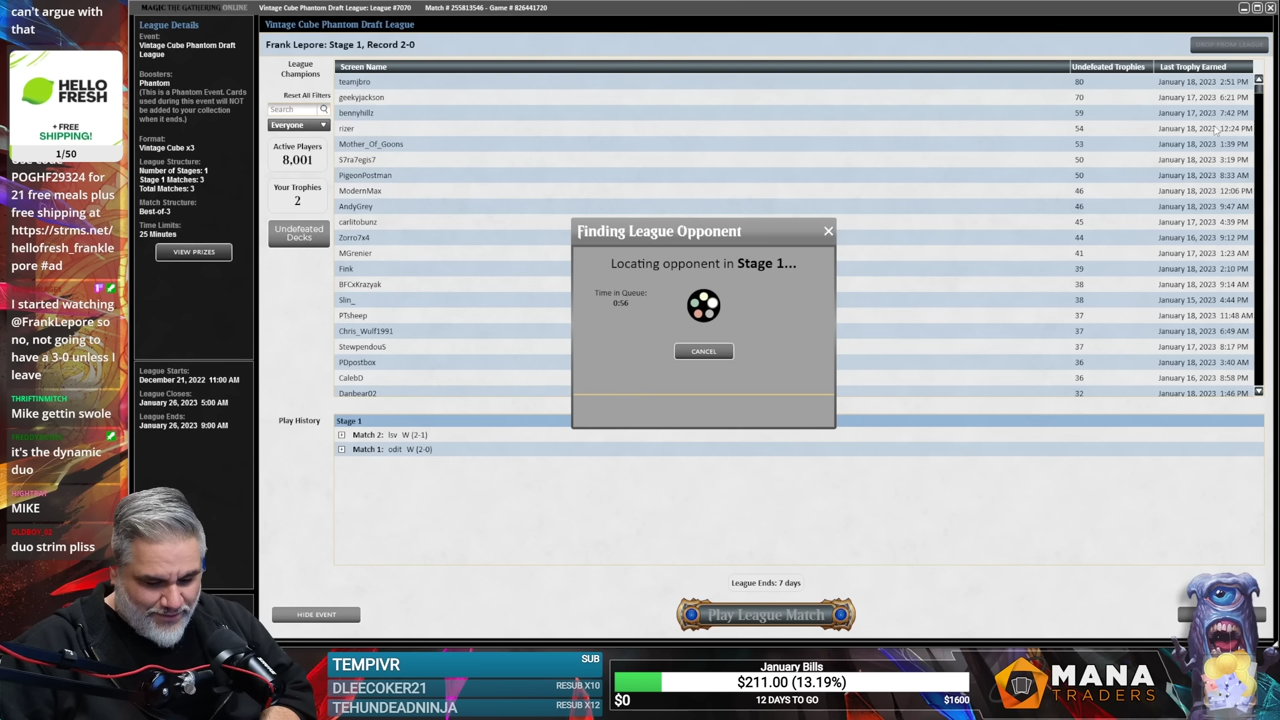 MAGIC: THE GATHERING ONLINE
Vintage Cube Phantom Draft League: League #7070
Match # 255813546 - Game # 826441720
can't argue with
that
HELLO
FRESH
+ FREE
SHIPPING!
1/50
POGHF29324 for
21 free meals plus
free shipping at
https://strms.net/
hellofresh_frankle
pore #ad
I started watching
@FrankLepore so
no, not going to
have a 3-0 unless I
leave
THRIFTINMITCH
Mike gettin swole
it's the dynamic
duo
MIKE
OLDBOY_02
duo strim pliss
League Details
Event:
Vintage Cube Phantom Draft
League
Boosters:
Phantom
(This is a Phantom Event. Cards
used during this event will NOT
be added to your collection
when it ends.)
Format:
Vintage Cube x3
League Structure:
Number of Stages: 1
Stage 1 Matches: 3
Total Matches: 3
Match Structure:
Best-of-3
Time Limits:
25 Minutes
VIEW PRIZES
League Starts:
December 21, 2022 11:00 AM
League Closes:
January 26, 2023 5:00 AM
League Ends:
January 26, 2023 9:00 AM
Vintage Cube Phantom Draft League
Frank Lepore: Stage 1, Record 2-0
DROP FROM LEAGUE
League
Champions
Reset All Filters
Search
Everyone
Active Players
8,001
Your Trophies
2
Undefeated
Decks
Screen Name Undefeated Trophies Last Trophy Earned
teamjbro 80 January 18, 2023 2:51 PM
geekyjackson 70 January 17, 2023 6:21 PM
bennyhillz 59 January 17, 2023 7:42 PM
rizer 54 January 18, 2023 12:24 PM
Mother_Of_Goons 53 January 18, 2023 1:39 PM
S7ra7egis7 50 January 18, 2023 3:19 PM
PigeonPostman 50 January 18, 2023 8:33 AM
ModernMax 46 January 18, 2023 12:06 PM
AndyGrey 46 January 18, 2023 9:47 AM
carlitobunz 45 January 17, 2023 4:39 PM
Zorro7x4 44 January 16, 2023 9:12 PM
MGrenier 41 January 17, 2023 1:23 AM
Fink 39 January 18, 2023 2:10 PM
BFCxKrazyak 38 January 18, 2023 9:14 AM
Slin_ 38 January 15, 2023 4:44 PM
PTsheep 37 January 18, 2023 11:48 AM
Chris_Wulf1991 37 January 18, 2023 6:49 AM
StewpendouS 37 January 17, 2023 8:17 PM
PDpostbox 36 January 18, 2023 3:40 AM
CalebD 36 January 16, 2023 8:58 PM
Danbear02 32 January 18, 2023 1:46 PM
Finding League Opponent
Locating opponent in Stage 1...
Time in Queue:
0:56
CANCEL
Play History
Stage 1
Match 2: lsv W (2-1)
Match 1: odit W (2-0)
League Ends: 7 days
HIDE EVENT
Play League Match
TEMPIVR SUB
DLEECOKER21 RESUB X10
TEHUNDEADNINJA RESUB X12
January Bills
$211.00 (13.19%)
$0 12 DAYS TO GO $1600
MANA
TRADERS